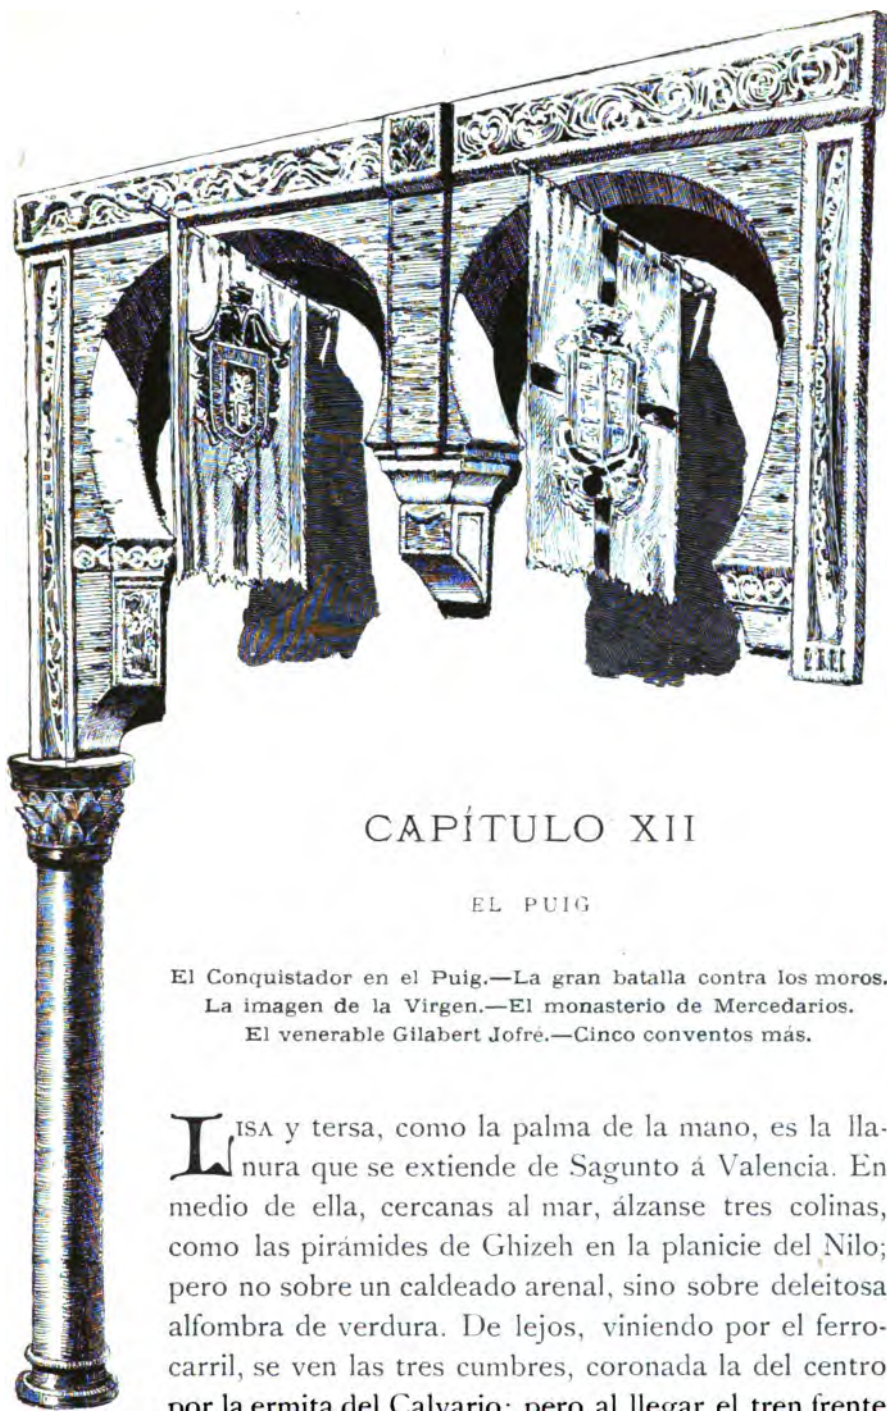 CAPÍTULO XII
EL PUIG
El Conquistador en el Puig.—La gran batalla contra los moros.
La imagen de la Virgen.—El monasterio de Mercedarios.
El venerable Gilabert Jofré.—Cinco conventos más.
LISA y tersa, como la palma de la mano, es la lla-
nura que se extiende de Sagunto á Valencia. En
medio de ella, cercanas al mar, álzanse tres colinas,
como las pirámides de Ghizeh en la planicie del Nilo;
pero no sobre un caldeado arenal, sino sobre deleitosa
alfombra de verdura. De lejos, viniendo por el ferro-
carril, se ven las tres cumbres, coronada la del centro
por la ermita del Calvario; pero al llegar el tren frente